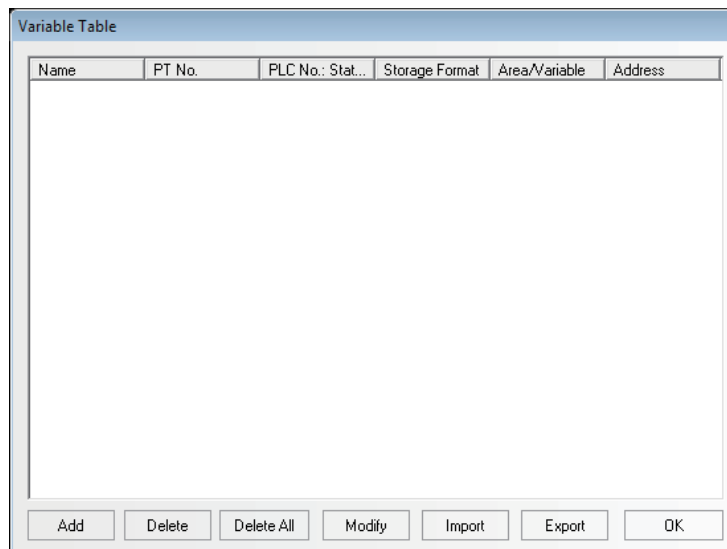 Variable Table
Name PT No. PLC No.: Stat... Storage Format Area/Variable Address
Add Delete Delete All Modify Import Export OK